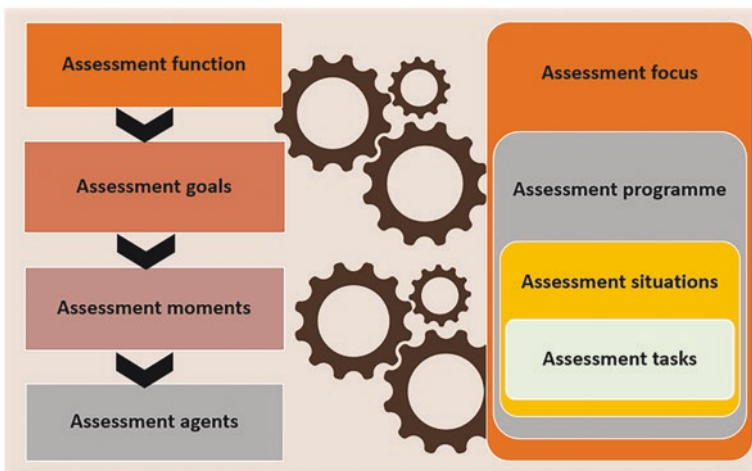 Assessment function
Assessment goals
Assessment moments
Assessment agents
Assessment focus
Assessment programme
Assessment situations
Assessment tasks